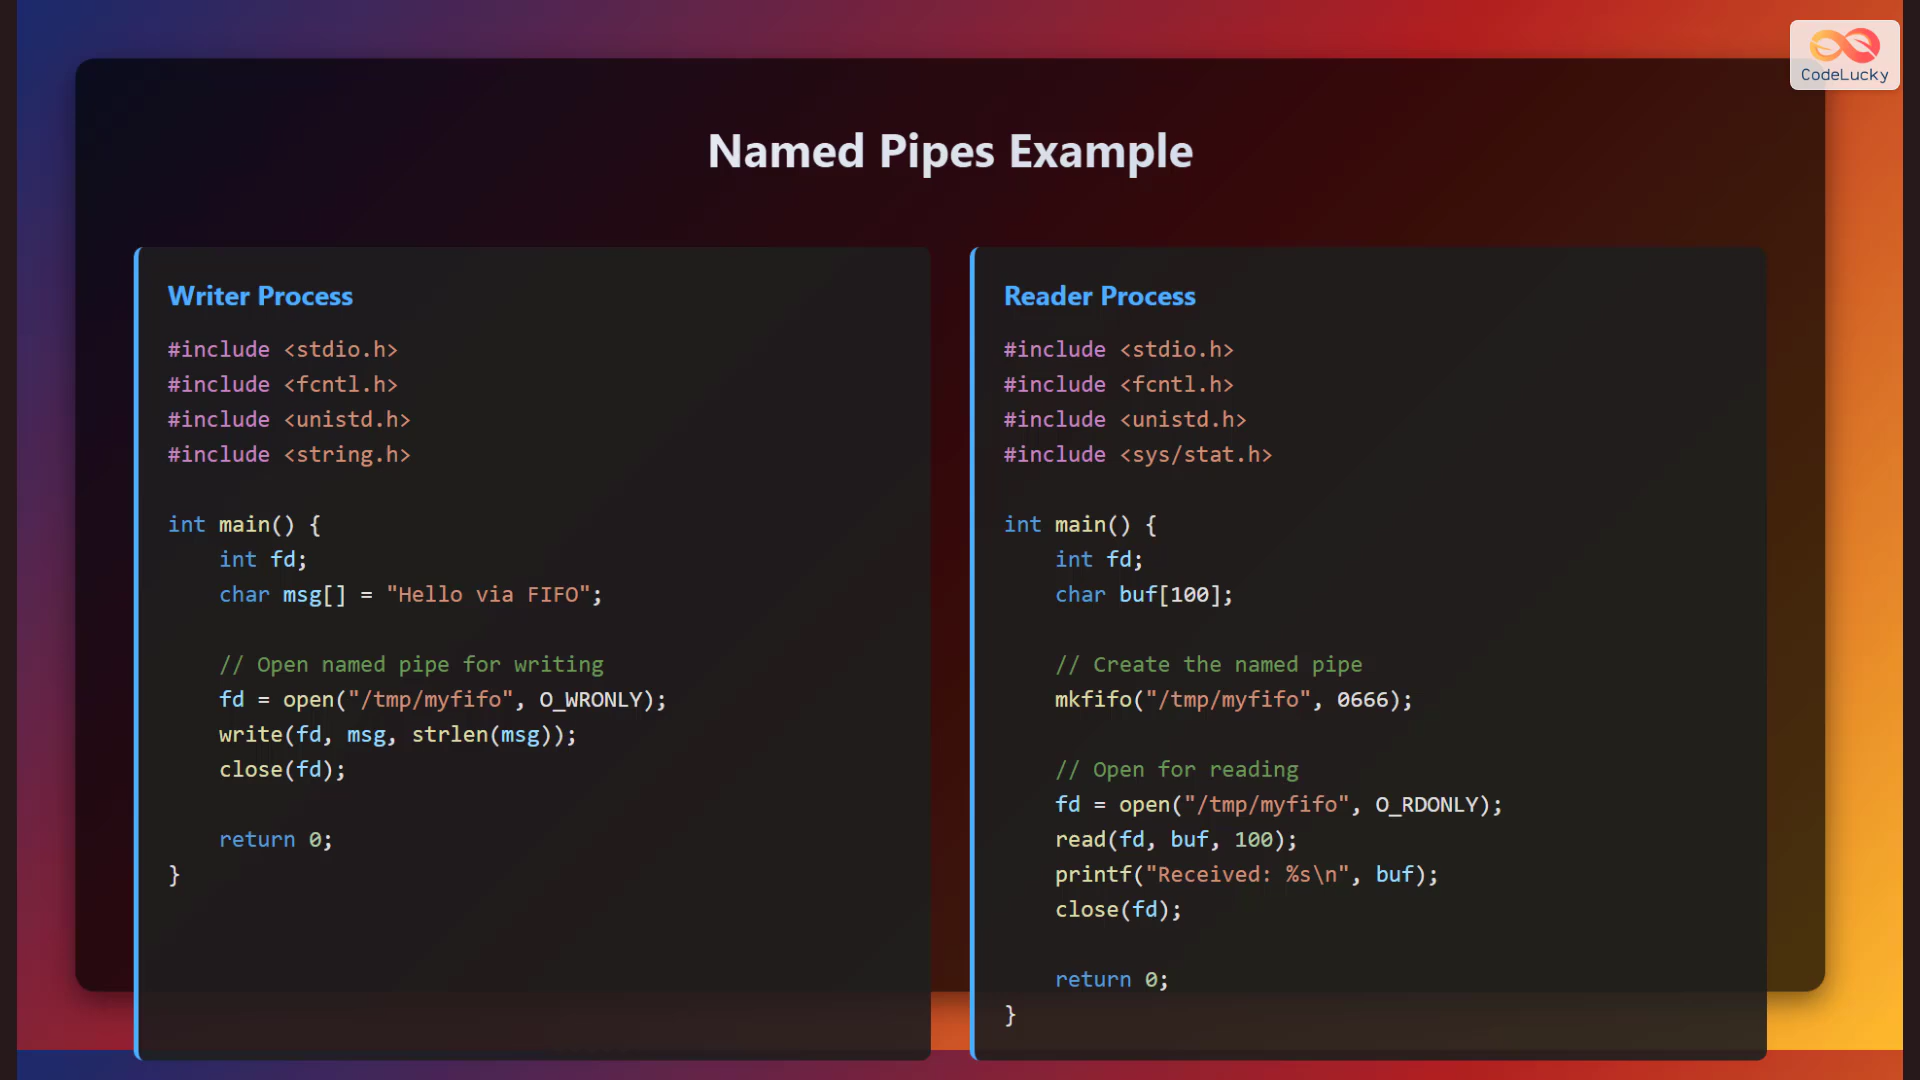 CodeLucky
Named Pipes Example
Writer Process
#include <stdio.h>
#include <fcntl.h>
#include <unistd.h>
#include <string.h>
int main() {
    int fd;
    char msg[] = "Hello via FIFO";
    // Open named pipe for writing
    fd = open("/tmp/myfifo", O_WRONLY);
    write(fd, msg, strlen(msg));
    close(fd);
    return 0;
}
Reader Process
#include <stdio.h>
#include <fcntl.h>
#include <unistd.h>
#include <sys/stat.h>
int main() {
    int fd;
    char buf[100];
    // Create the named pipe
    mkfifo("/tmp/myfifo", 0666);
    // Open for reading
    fd = open("/tmp/myfifo", O_RDONLY);
    read(fd, buf, 100);
    printf("Received: %s\n", buf);
    close(fd);
    return 0;
}